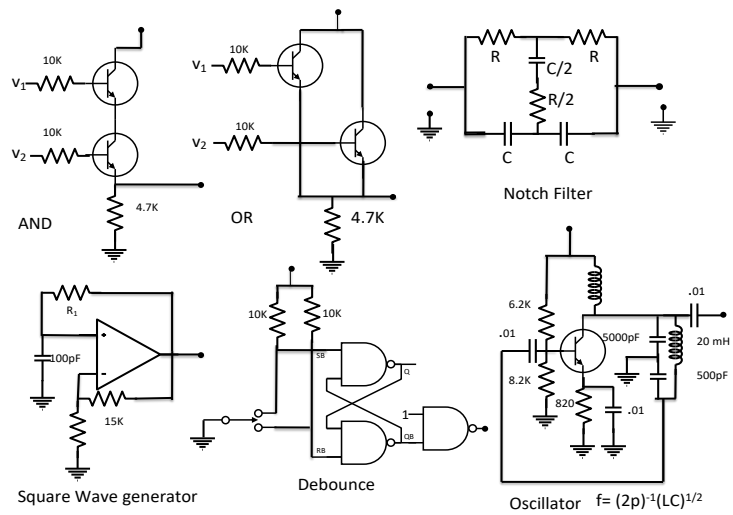 10K
V1
10K
V2
4.7K
AND
10K
V1
10K
V2
4.7K
OR
R
R
C/2
R/2
C
C
Notch Filter
R1
100pF
+
-
15K
Square Wave generator
10K
10K
SB
Q
1
RB
QB
Debounce
6.2K
.01
8.2K
820
.01
5000pF
.01
20 mH
500pF
Oscillator f= (2p)-1(LC)1/2